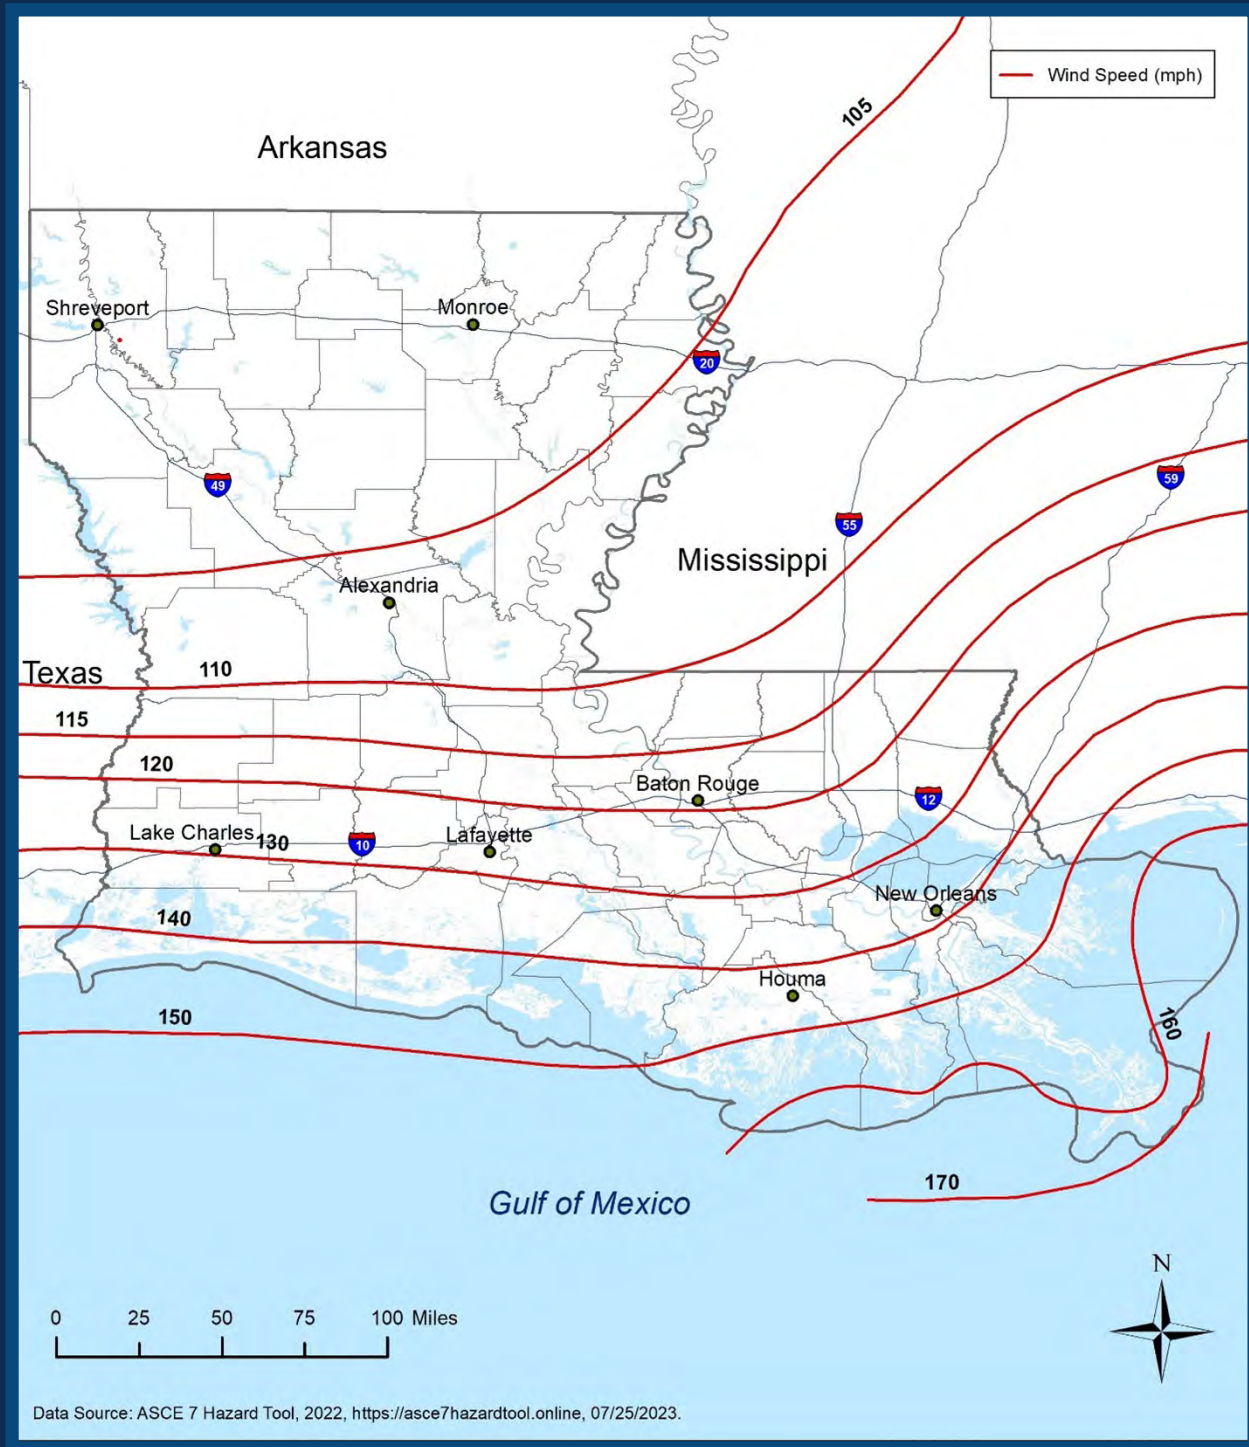 Wind Speed (mph)
105
Arkansas
Shreveport
Monroe
20
49
59
55
Mississippi
Alexandria
Texas
110
115
120
Baton Rouge
12
Lake Charles
130
10
Lafayette
New Orleans
140
Houma
150
160
170
Gulf of Mexico
N
0 25 50 75 100 Miles
Data Source: ASCE 7 Hazard Tool, 2022, https://asce7hazardtool.online, 07/25/2023.